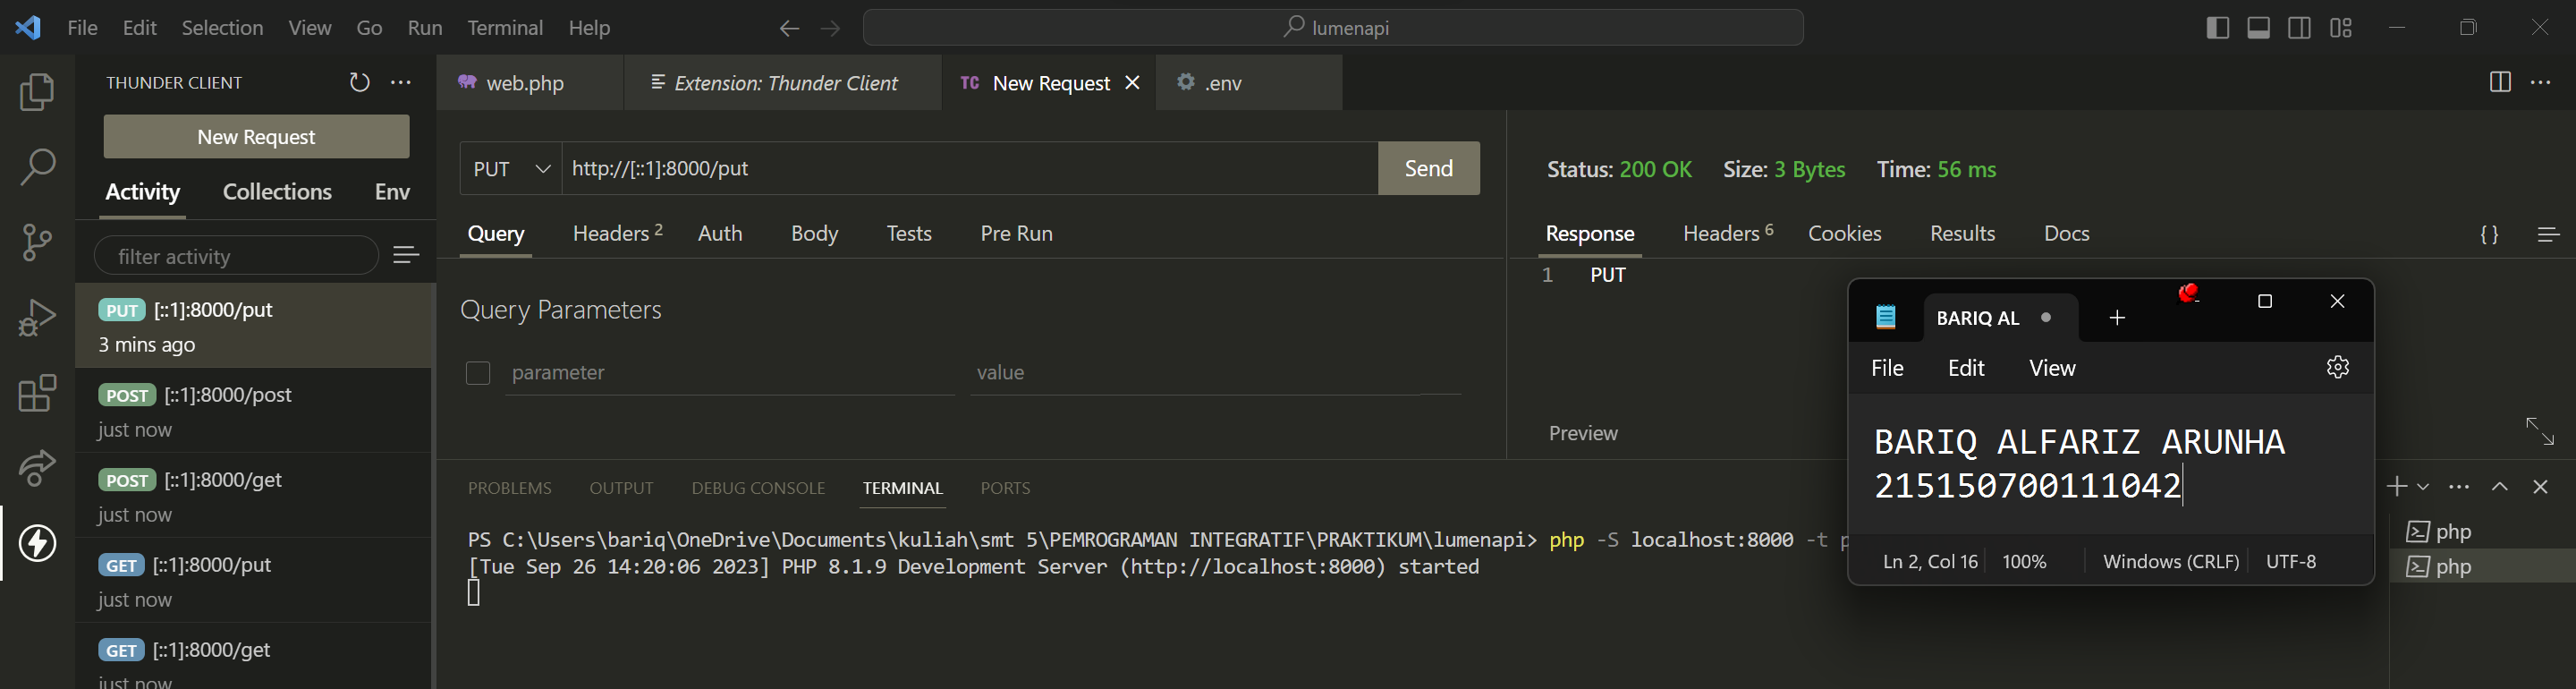 File Edit Selection View Go Run Terminal Help
lumenapi
THUNDER CLIENT
New Request
Activity Collections Env
filter activity
PUT [::1]:8000/put
3 mins ago
POST [::1]:8000/post
just now
POST [::1]:8000/get
just now
GET [::1]:8000/put
just now
GET [::1]:8000/get
just now
web.php
Extension: Thunder Client
TC New Request
.env
PUT http://[::1]:8000/put Send
Query Headers 2 Auth Body Tests Pre Run
Query Parameters
parameter value
Status: 200 OK Size: 3 Bytes Time: 56 ms
Response Headers 6 Cookies Results Docs { }
1 PUT
Preview
PROBLEMS OUTPUT DEBUG CONSOLE TERMINAL PORTS
PS C:\Users\bariq\OneDrive\Documents\kuliah\smt 5\PEMROGRAMAN INTEGRATIF\PRAKTIKUM\lumenapi> php -S localhost:8000 -t
[Tue Sep 26 14:20:06 2023] PHP 8.1.9 Development Server (http://localhost:8000) started
php
php
BARIQ AL
File Edit View
BARIQ ALFARIZ ARUNHA
215150700111042
Ln 2, Col 16 100% Windows (CRLF) UTF-8